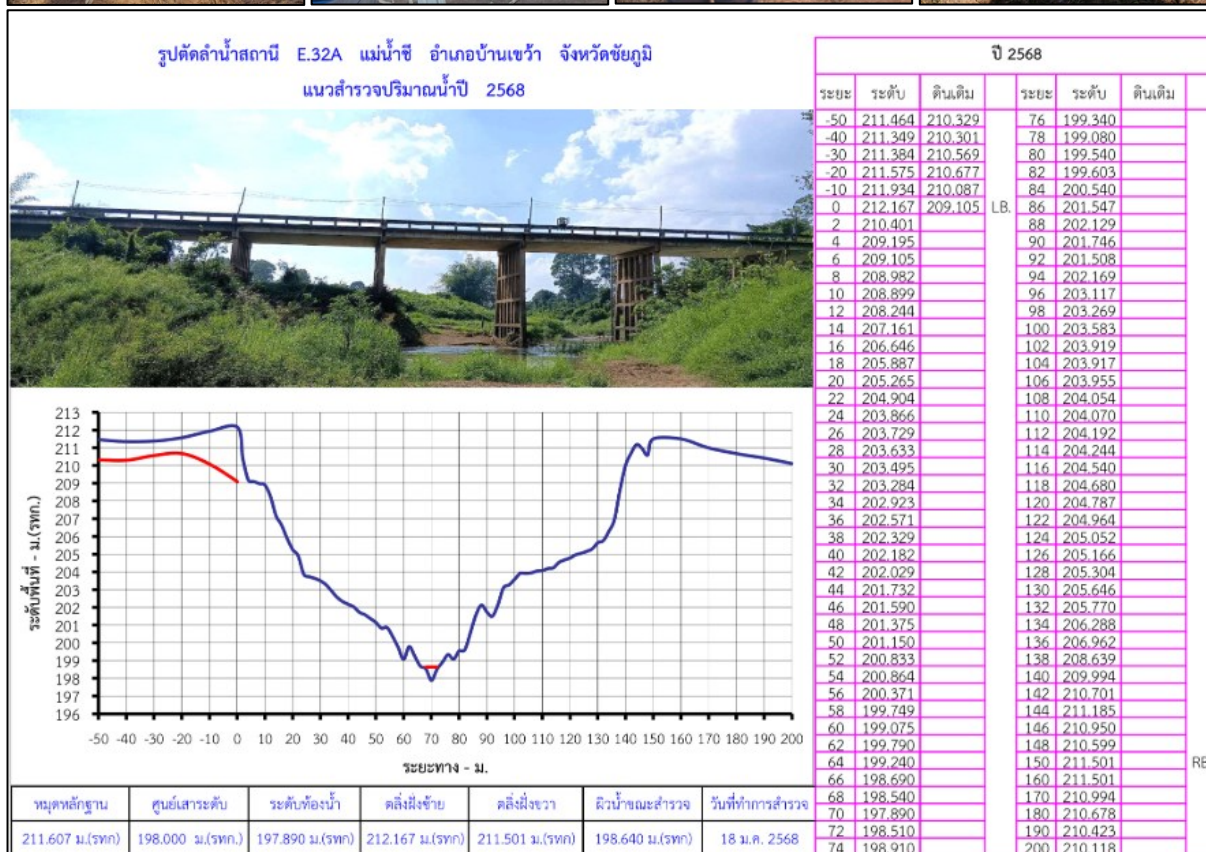 รูปตัดลำน้ำสถานี E.32A แม่น้ำชี อำเภอบ้านเขว้า จังหวัดชัยภูมิ
แนวสำรวจปริมาณน้ำปี 2568
ปี 2568
ระยะ ระดับ ดินเดิม ระยะ ระดับ ดินเดิม
-50 211.464 210.329 76 199.340
-40 211.349 210.301 78 199.080
-30 211.384 210.569 80 199.540
-20 211.575 210.677 82 199.603
-10 211.934 210.087 84 200.540
0 212.167 209.105 LB. 86 201.547
2 210.401 88 202.129
4 209.195 90 201.746
6 209.105 92 201.508
8 208.982 94 202.169
10 208.899 96 203.117
12 208.244 98 203.269
14 207.161 100 203.583
16 206.646 102 203.919
18 205.887 104 203.917
20 205.265 106 203.955
22 204.904 108 204.054
24 203.866 110 204.070
26 203.729 112 204.192
28 203.633 114 204.244
30 203.495 116 204.540
32 203.284 118 204.680
34 202.923 120 204.787
36 202.571 122 204.964
38 202.329 124 205.052
40 202.182 126 205.166
42 202.029 128 205.304
44 201.732 130 205.646
46 201.590 132 205.770
48 201.375 134 206.288
50 201.150 136 206.962
52 200.833 138 208.639
54 200.864 140 209.994
56 200.371 142 210.701
58 199.749 144 211.185
60 199.075 146 210.950
62 199.790 148 210.599
64 199.240 150 211.501
66 198.690 160 211.501
68 198.540 170 210.994
70 197.890 180 210.678
72 198.510 190 210.423
74 198.910 200 210.118
213
212
211
210
209
208
207
206
205
204
203
202
201
200
199
198
197
196
ระดับพื้นที่ - ม.(รทก.)
-50 -40 -30 -20 -10 0 10 20 30 40 50 60 70 80 90 100 110 120 130 140 150 160 170 180 190 200
ระยะทาง - ม.
หมุดหลักฐาน ศูนย์เสาระดับ ระดับท้องน้ำ ตลิ่งฝั่งซ้าย ตลิ่งฝั่งขวา ผิวน้ำขณะสำรวจ วันที่ทำการสำรวจ
211.607 ม.(รทก) 198.000 ม.(รทก.) 197.890 ม.(รทก) 212.167 ม.(รทก) 211.501 ม.(รทก) 198.640 ม.(รทก) 18 ม.ค. 2568